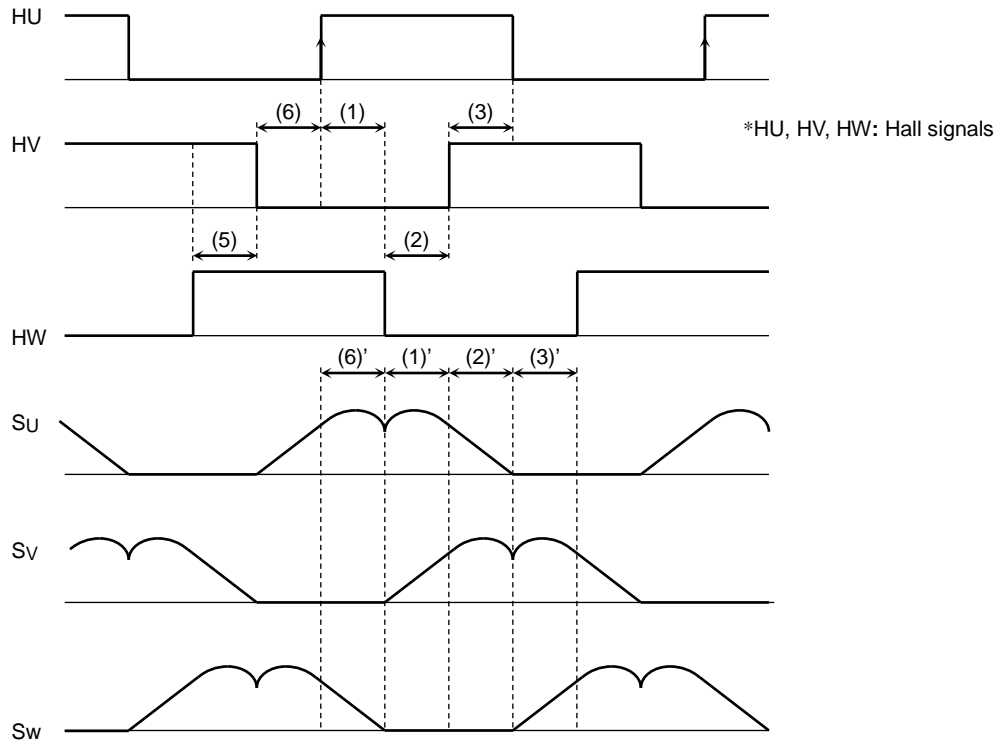 HU
(6) (1) (3)
*HU, HV, HW: Hall signals
HV
(5) (2)
HW
(6)’ (1)’ (2)’ (3)’
SU
SV
Sw